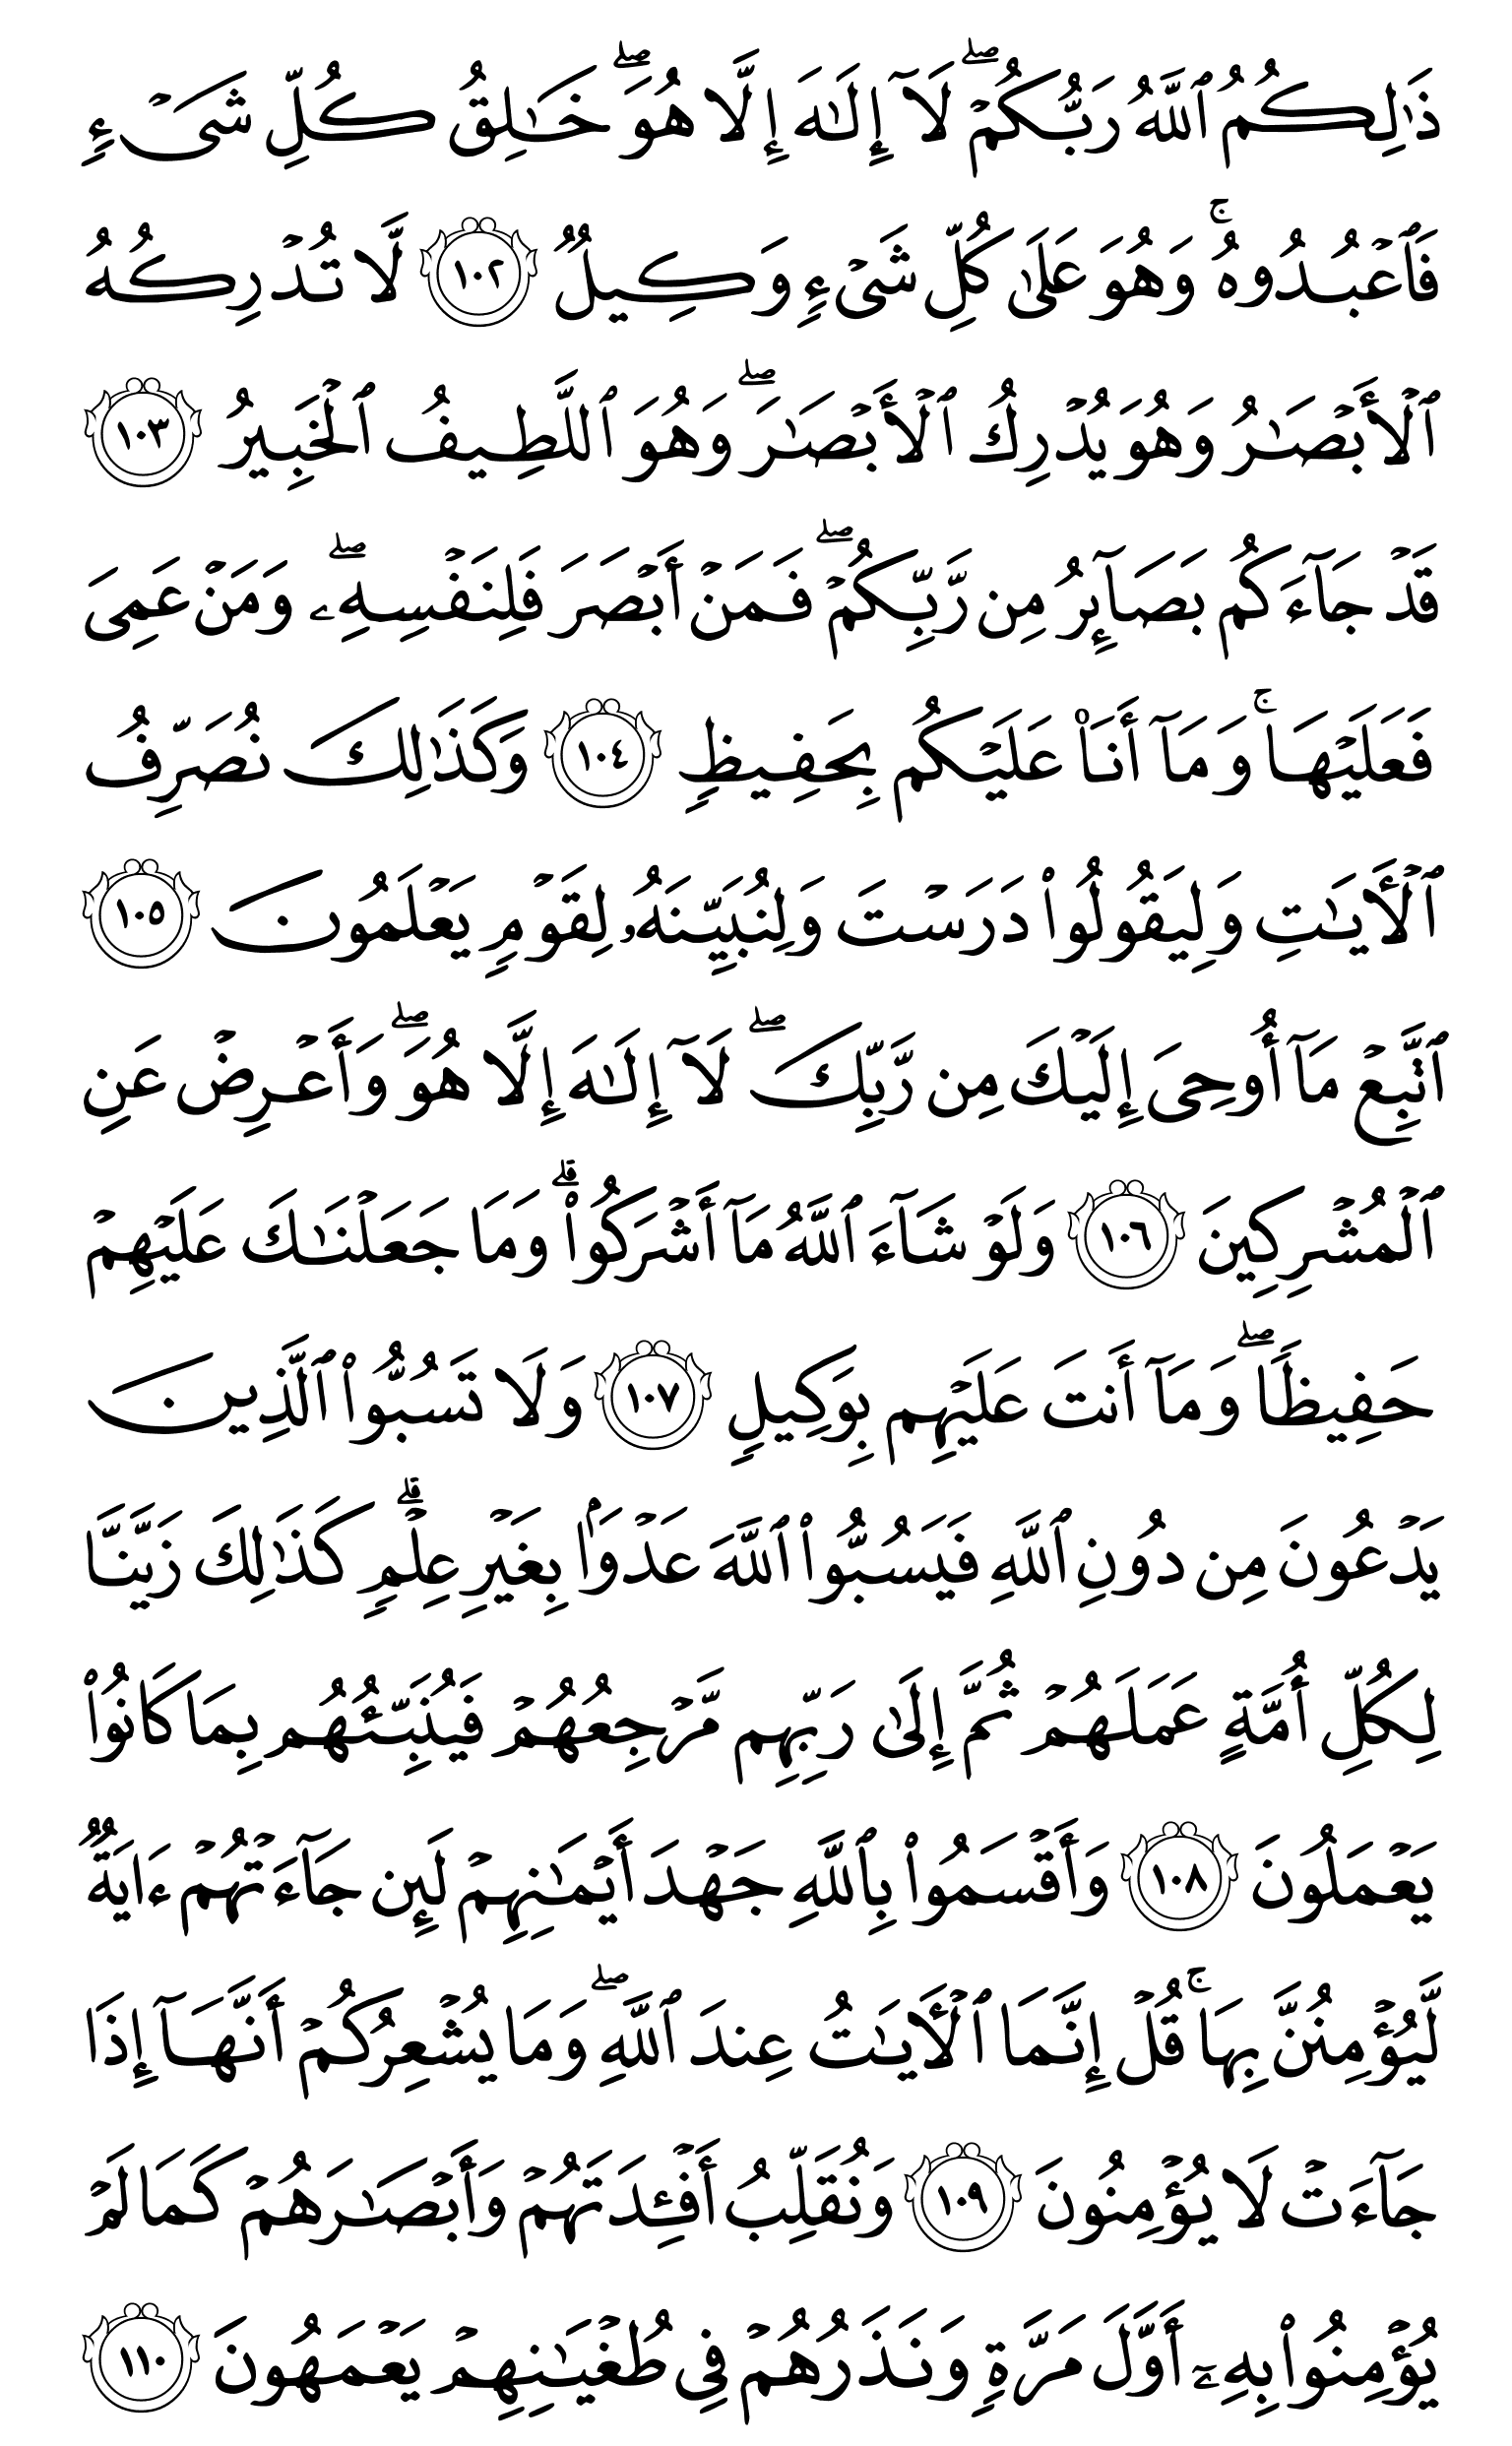 ذَٰلِكُمُ ٱللَّهُ رَبُّكُمۡۖ لَآ إِلَٰهَ إِلَّا هُوَۖ خَٰلِقُ كُلِّ شَيۡءٖ
فَٱعۡبُدُوهُۚ وَهُوَ عَلَىٰ كُلِّ شَيۡءٖ وَكِيلٞ ١٠٢ لَّا تُدۡرِكُهُ
ٱلۡأَبۡصَٰرُ وَهُوَ يُدۡرِكُ ٱلۡأَبۡصَٰرَۖ وَهُوَ ٱللَّطِيفُ ٱلۡخَبِيرُ ١٠٣
قَدۡ جَآءَكُم بَصَآئِرُ مِن رَّبِّكُمۡۖ فَمَنۡ أَبۡصَرَ فَلِنَفۡسِهِۦۖ وَمَنۡ عَمِيَ
فَعَلَيۡهَاۚ وَمَآ أَنَا۠ عَلَيۡكُم بِحَفِيظٖ ١٠٤ وَكَذَٰلِكَ نُصَرِّفُ
ٱلۡأٓيَٰتِ وَلِيَقُولُواْ دَرَسۡتَ وَلِنُبَيِّنَهُۥ لِقَوۡمٖ يَعۡلَمُونَ ١٠٥
ٱتَّبِعۡ مَآ أُوحِيَ إِلَيۡكَ مِن رَّبِّكَۖ لَآ إِلَٰهَ إِلَّا هُوَۖ وَأَعۡرِضۡ عَنِ
ٱلۡمُشۡرِكِينَ ١٠٦ وَلَوۡ شَآءَ ٱللَّهُ مَآ أَشۡرَكُواْۗ وَمَا جَعَلۡنَٰكَ عَلَيۡهِمۡ
حَفِيظٗاۖ وَمَآ أَنتَ عَلَيۡهِم بِوَكِيلٖ ١٠٧ وَلَا تَسُبُّواْ ٱلَّذِينَ
يَدۡعُونَ مِن دُونِ ٱللَّهِ فَيَسُبُّواْ ٱللَّهَ عَدۡوَۢا بِغَيۡرِ عِلۡمٖۗ كَذَٰلِكَ زَيَّنَّا
لِكُلِّ أُمَّةٍ عَمَلَهُمۡ ثُمَّ إِلَىٰ رَبِّهِم مَّرۡجِعُهُمۡ فَيُنَبِّئُهُم بِمَا كَانُواْ
يَعۡمَلُونَ ١٠٨ وَأَقۡسَمُواْ بِٱللَّهِ جَهۡدَ أَيۡمَٰنِهِمۡ لَئِن جَآءَتۡهُمۡ ءَايَةٞ
لَّيُؤۡمِنُنَّ بِهَاۚ قُلۡ إِنَّمَا ٱلۡأٓيَٰتُ عِندَ ٱللَّهِۖ وَمَا يُشۡعِرُكُمۡ أَنَّهَآ إِذَا
جَآءَتۡ لَا يُؤۡمِنُونَ ١٠٩ وَنُقَلِّبُ أَفۡـِٔدَتَهُمۡ وَأَبۡصَٰرَهُمۡ كَمَا لَمۡ
يُؤۡمِنُواْ بِهِۦٓ أَوَّلَ مَرَّةٖ وَنَذَرُهُمۡ فِي طُغۡيَٰنِهِمۡ يَعۡمَهُونَ ١١٠